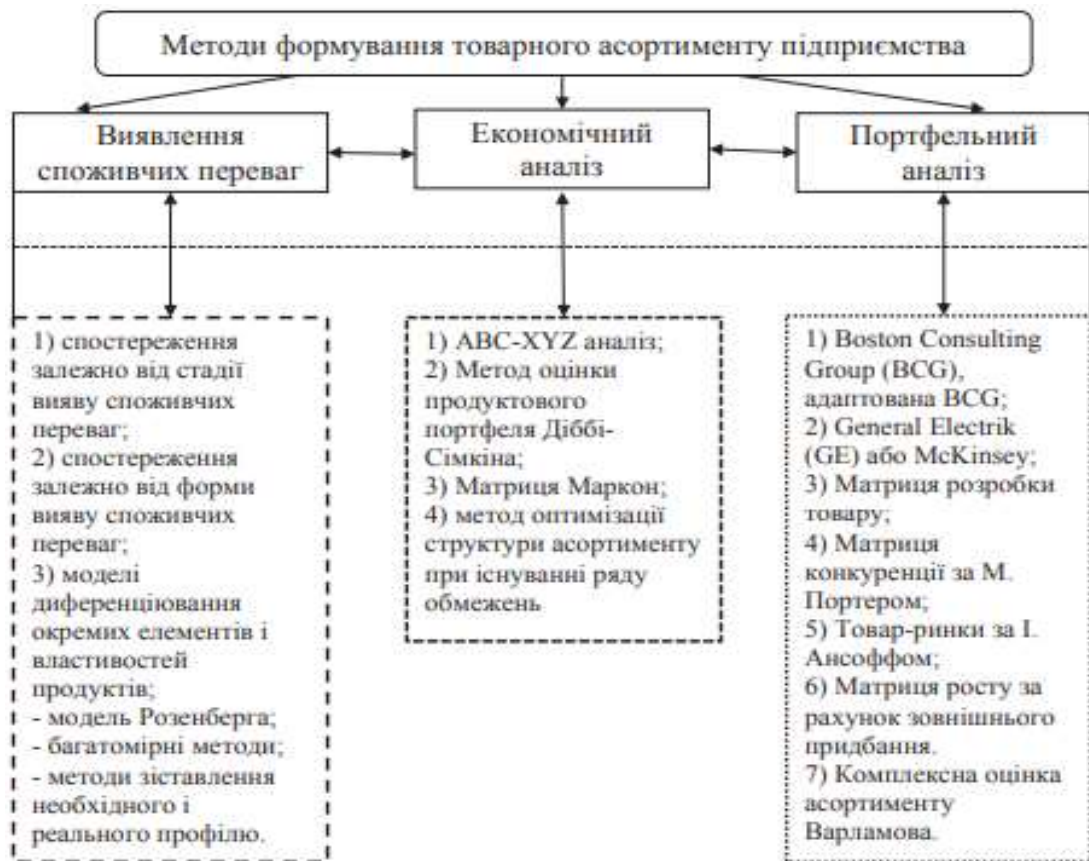 Методи формування товарного асортименту підприємства
Виявлення
споживчих переваг
Економічний
аналіз
Портфельний
аналіз
1) спостереження
залежно від стадії
вияву споживчих
переваг;
2) спостереження
залежно від форми
вияву споживчих
переваг;
3) моделі
диференціювання
окремих елементів і
властивостей
продуктів;
- модель Розенберга;
- багатомірні методи;
- методи зіставлення
необхідного і
реального профілю.
1) ABC-XYZ аналіз;
2) Метод оцінки
продуктового
портфеля Діббі-
Сімкіна;
3) Матриця Маркон;
4) метод оптимізації
структури асортименту
при існуванні ряду
обмежень
1) Boston Consulting
Group (BCG),
адаптована BCG;
2) General Electrik
(GE) або McKinsey;
3) Матриця розробки
товару;
4) Матриця
конкуренції за М.
Портером;
5) Товар-ринки за І.
Ансоффом;
6) Матриця росту за
рахунок зовнішнього
придбання.
7) Комплексна оцінка
асортименту
Варламова.